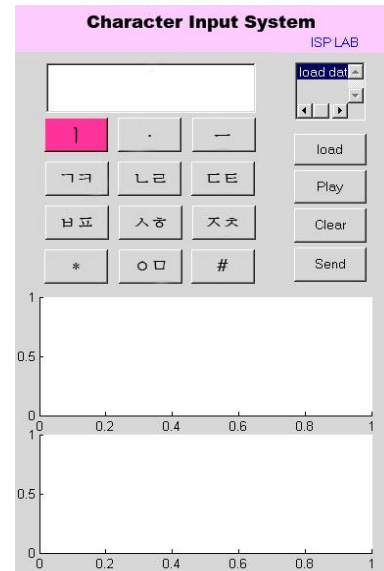 Character Input System
ISP LAB
load dat
ㅣ · ㅡ
load
ㄱㅋ ㄴㄹ ㄷㅌ
Play
ㅂㅍ ㅅㅎ ㅈㅊ
Clear
* ㅇㅁ #
Send
1
0.5
0
0 0.2 0.4 0.6 0.8 1
1
0.5
0
0 0.2 0.4 0.6 0.8 1